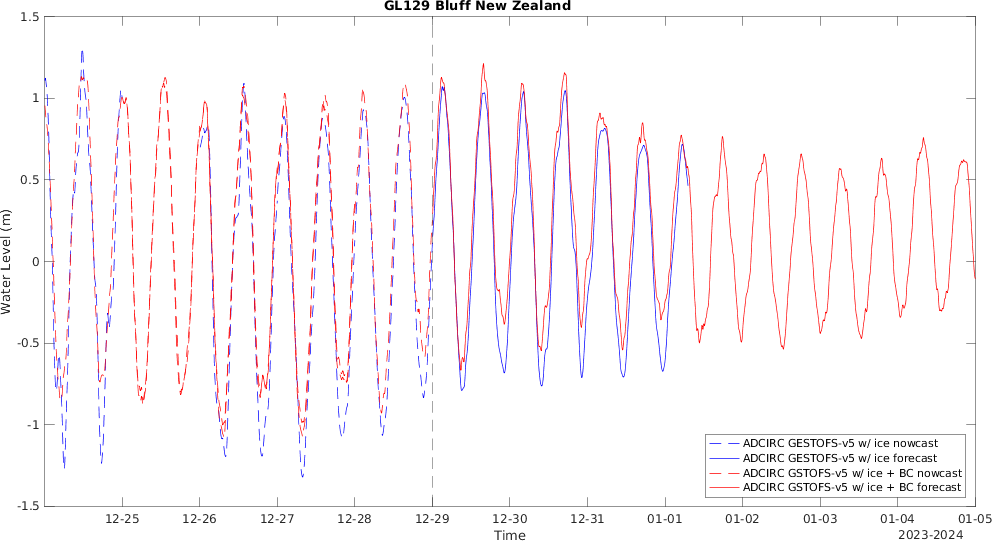 GL129 Bluff New Zealand
1.5
1
0.5
0
-0.5
-1
-1.5
Water Level (m)
12-25 12-26 12-27 12-28 12-29 12-30 12-31 01-01 01-02 01-03 01-04 01-05
Time
2023-2024
ADCIRC GESTOFS-v5 w/ ice nowcast
ADCIRC GESTOFS-v5 w/ ice forecast
ADCIRC GSTOFS-v5 w/ ice + BC nowcast
ADCIRC GSTOFS-v5 w/ ice + BC forecast